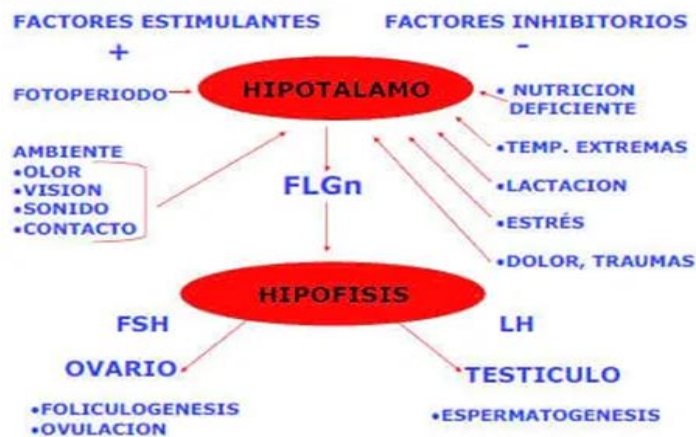 FACTORES ESTIMULANTES
+
FACTORES INHIBITORIOS
-
HIPOTALAMO
FOTOPERIODO
AMBIENTE
•OLOR
•VISION
•SONIDO
•CONTACTO
• NUTRICION
DEFICIENTE
•TEMP. EXTREMAS
•LACTACION
•ESTRÉS
•DOLOR, TRAUMAS
FLGn
HIPOFISIS
FSH
LH
OVARIO
•FOLICULOGENESIS
•OVULACION
TESTICULO
•ESPERMATOGENESIS